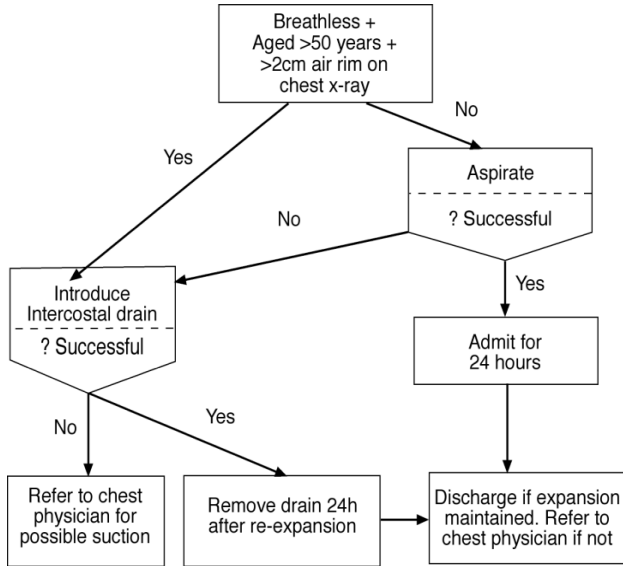 Breathless +
Aged >50 years +
>2cm air rim on
chest x-ray
No
Yes
Aspirate
? Successful
No
Yes
Introduce
Intercostal drain
? Successful
Admit for
24 hours
No
Yes
Refer to chest
physician for
possible suction
Remove drain 24h
after re-expansion
Discharge if expansion
maintained. Refer to
chest physician if not